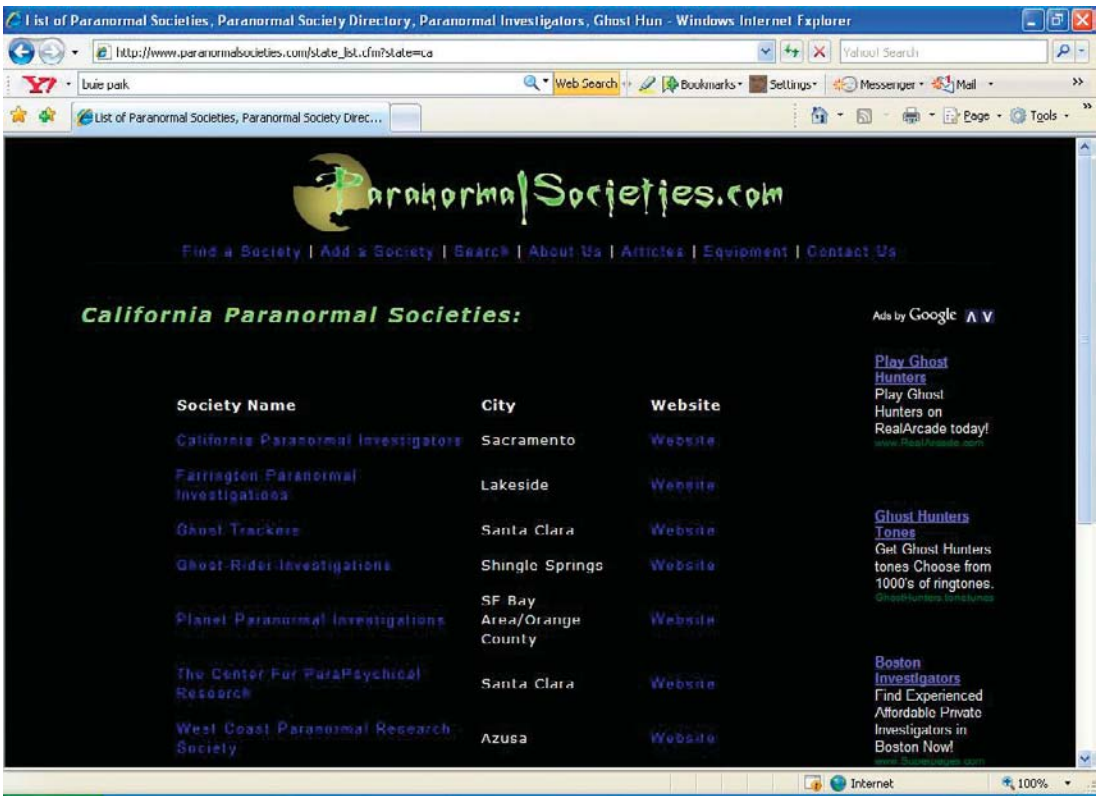 List of Paranormal Societies, Paranormal Society Directory, Paranormal Investigators, Ghost Hun - Windows Internet Explorer
http://www.paranormalsocieties.com/state_list.cfm?state=ca
Yahoo! Search
Y! buie park Web Search Bookmarks Settings Messenger Mail
List of Paranormal Societies, Paranormal Society Direc... Page Tools
ParanormalSocieties.com
Find a Society | Add a Society | Search | About Us | Articles | Equipment | Contact Us
California Paranormal Societies:
Society Name City Website
California Paranormal Investigators Sacramento Website
Farrington Paranormal
Investigations Lakeside Website
Ghost Trackers Santa Clara Website
Ghost-Rider-Investigations Shingle Springs Website
Planet Paranormal Investigations SF Bay
Area/Orange
County Website
The Center For ParaPsychical
Research Santa Clara Website
West Coast Paranormal Research
Society Azusa Website
Ads by Google
Play Ghost
Hunters
Play Ghost
Hunters on
RealArcade today!
www.RealArcade.com
Ghost Hunters
Tones
Get Ghost Hunters
tones Choose from
1000's of ringtones.
Boston
Investigators
Find Experienced
Affordable Private
Investigators in
Boston Now!
www.Superpages.com
Internet 100%